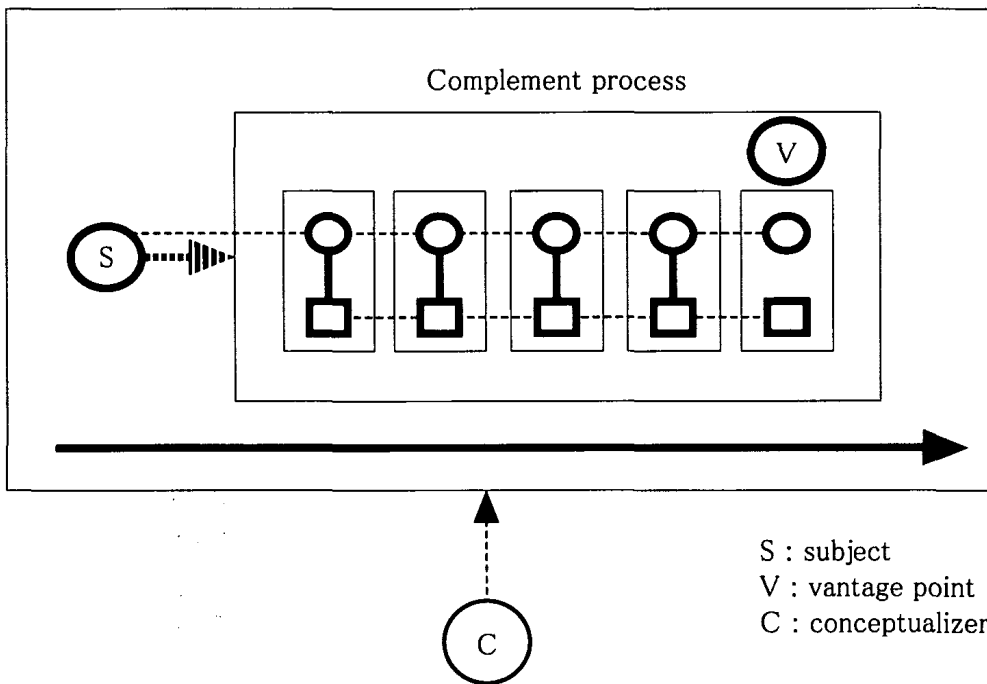 Complement process
V
S
S : subject
V : vantage point
C : conceptualizer
C